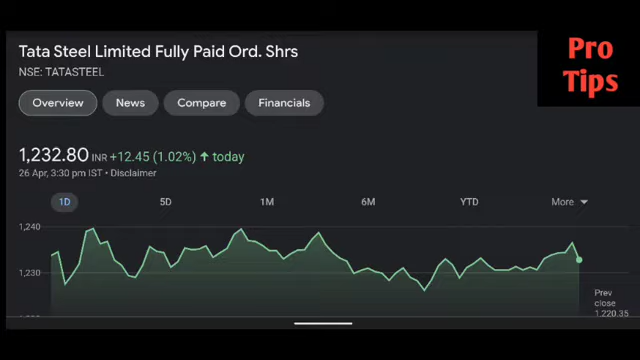 Tata Steel Limited Fully Paid Ord. Shrs
NSE: TATASTEEL
Pro
Tips
Overview
News
Compare
Financials
1,232.80 INR +12.45 (1.02%) ↑ today
26 Apr, 3:30 pm IST • Disclaimer
1D
5D
1M
6M
YTD
More
1,240
1,230
Prev
close
1,220.35